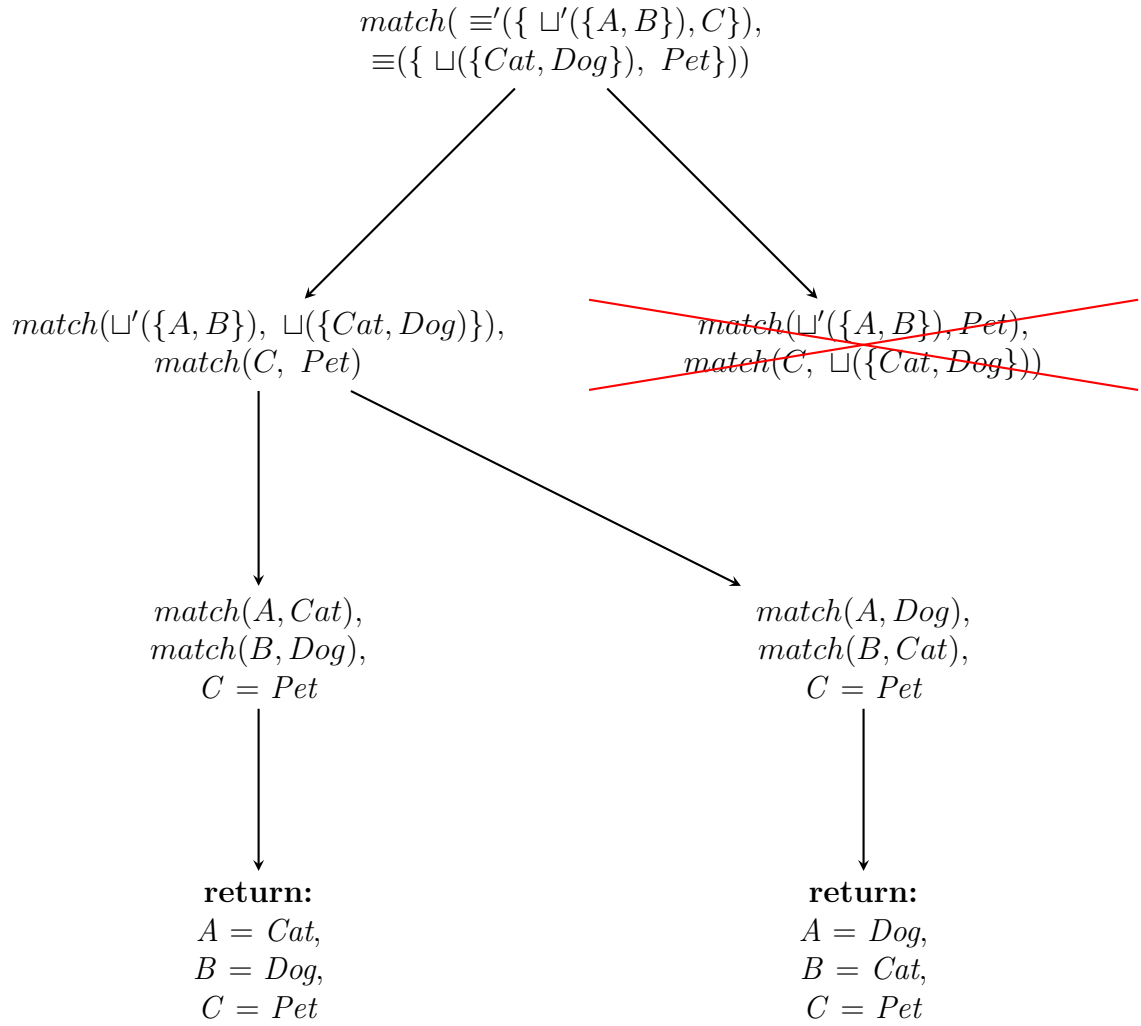 match( ≡′({ ⊔′({A, B}), C}),
≡({ ⊔({Cat, Dog}), Pet}))
match(⊔′({A, B}), ⊔({Cat, Dog)}),
match(C, Pet)
match(⊔′({A, B}), Pet),
match(C, ⊔({Cat, Dog}))
match(A, Cat),
match(B, Dog),
C = Pet
match(A, Dog),
match(B, Cat),
C = Pet
return:
A = Cat,
B = Dog,
C = Pet
return:
A = Dog,
B = Cat,
C = Pet